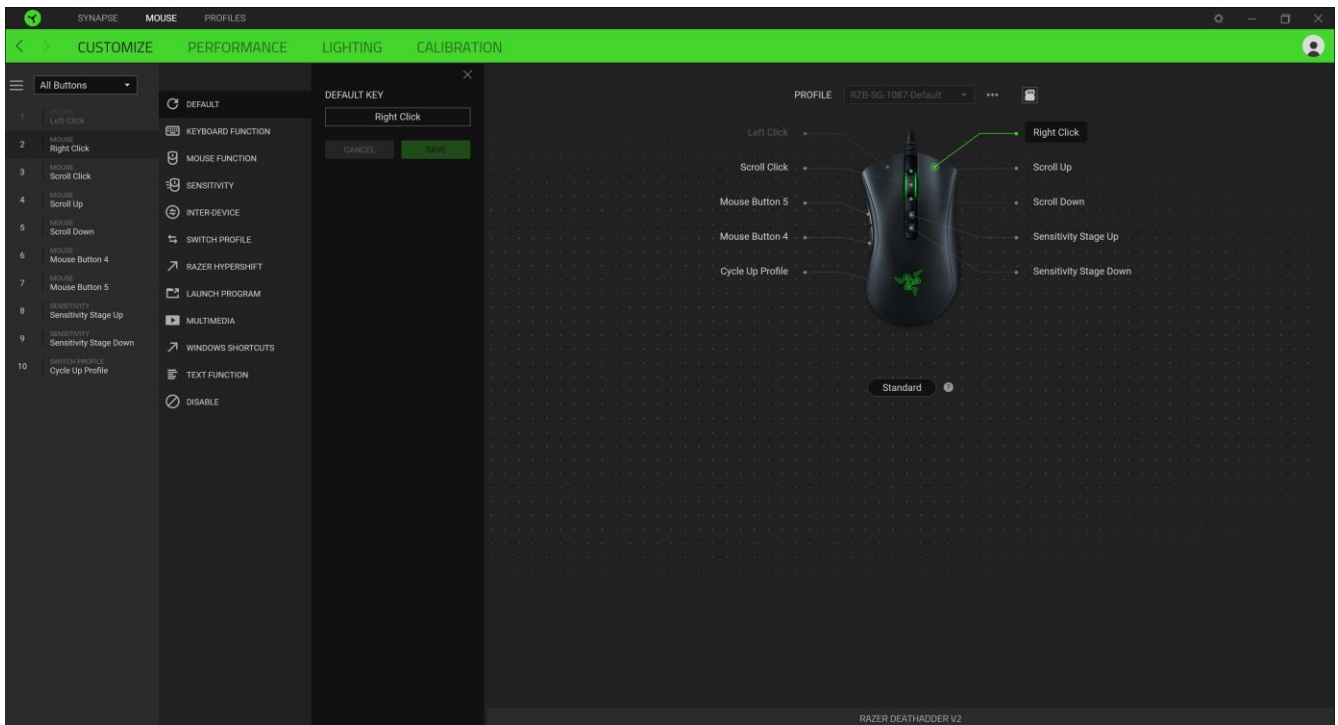 SYNAPSE MOUSE PROFILES
CUSTOMIZE PERFORMANCE LIGHTING CALIBRATION
All Buttons
1 MOUSE
Left Click
2 MOUSE
Right Click
3 MOUSE
Scroll Click
4 MOUSE
Scroll Up
5 MOUSE
Scroll Down
6 MOUSE
Mouse Button 4
7 MOUSE
Mouse Button 5
8 SENSITIVITY
Sensitivity Stage Up
9 SENSITIVITY
Sensitivity Stage Down
10 SWITCH PROFILE
Cycle Up Profile
DEFAULT
KEYBOARD FUNCTION
MOUSE FUNCTION
SENSITIVITY
INTER-DEVICE
SWITCH PROFILE
RAZER HYPERSHIFT
LAUNCH PROGRAM
MULTIMEDIA
WINDOWS SHORTCUTS
TEXT FUNCTION
DISABLE
DEFAULT KEY
Right Click
CANCEL SAVE
PROFILE RZB-SG-1087-Default
Left Click
Scroll Click
Mouse Button 5
Mouse Button 4
Cycle Up Profile
Right Click
Scroll Up
Scroll Down
Sensitivity Stage Up
Sensitivity Stage Down
Standard ?
RAZER DEATHADDER V2